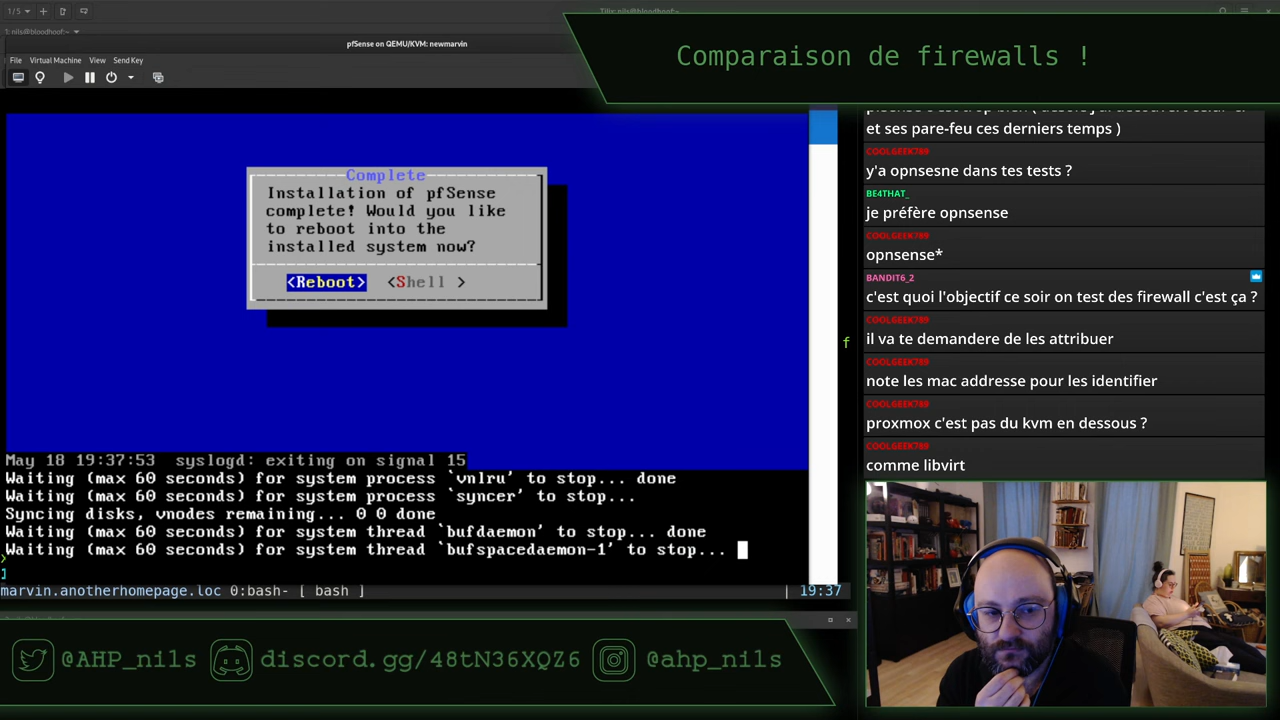 1/5
Tilix: nils@bloodhoof:~
1: nils@bloodhoof:~
pfSense on QEMU/KVM: newmarvin
File Virtual Machine View Send Key
Comparaison de firewalls !
Complete
Installation of pfSense
complete! Would you like
to reboot into the
installed system now?
<Reboot> <Shell >
May 18 19:37:53 syslogd: exiting on signal 15
Waiting (max 60 seconds) for system process `vnlru' to stop... done
Waiting (max 60 seconds) for system process `syncer' to stop...
Syncing disks, vnodes remaining... 0 0 done
Waiting (max 60 seconds) for system thread `bufdaemon' to stop... done
Waiting (max 60 seconds) for system thread `bufspacedaemon-1' to stop...
f
marvin.anotherhomepage.loc 0:bash- [ bash ] | 19:37
et ses pare-feu ces derniers temps )
COOLGEEK789
y'a opnsesne dans tes tests ?
BE4THAT_
je préfère opnsense
COOLGEEK789
opnsense*
BANDIT6_2
c'est quoi l'objectif ce soir on test des firewall c'est ça ?
COOLGEEK789
il va te demandere de les attribuer
COOLGEEK789
note les mac addresse pour les identifier
COOLGEEK789
proxmox c'est pas du kvm en dessous ?
COOLGEEK789
comme libvirt
@AHP_nils discord.gg/48tN36XQZ6 @ahp_nils